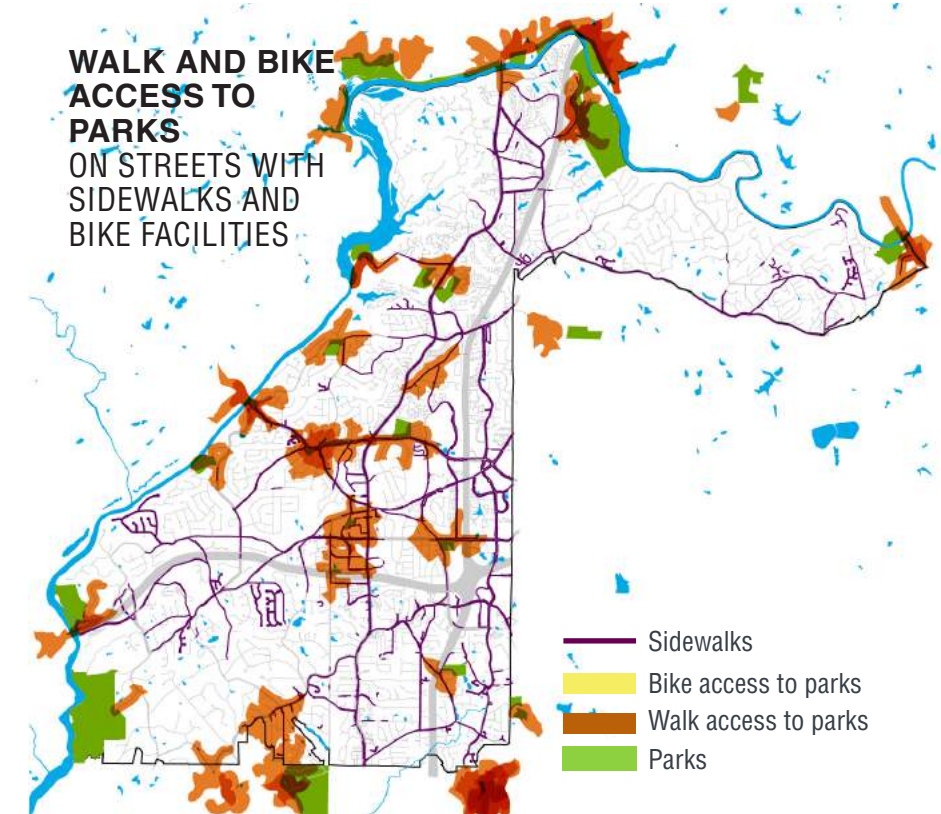 WALK AND BIKE
ACCESS TO
PARKS
ON STREETS WITH
SIDEWALKS AND
BIKE FACILITIES
Sidewalks
Bike access to parks
Walk access to parks
Parks